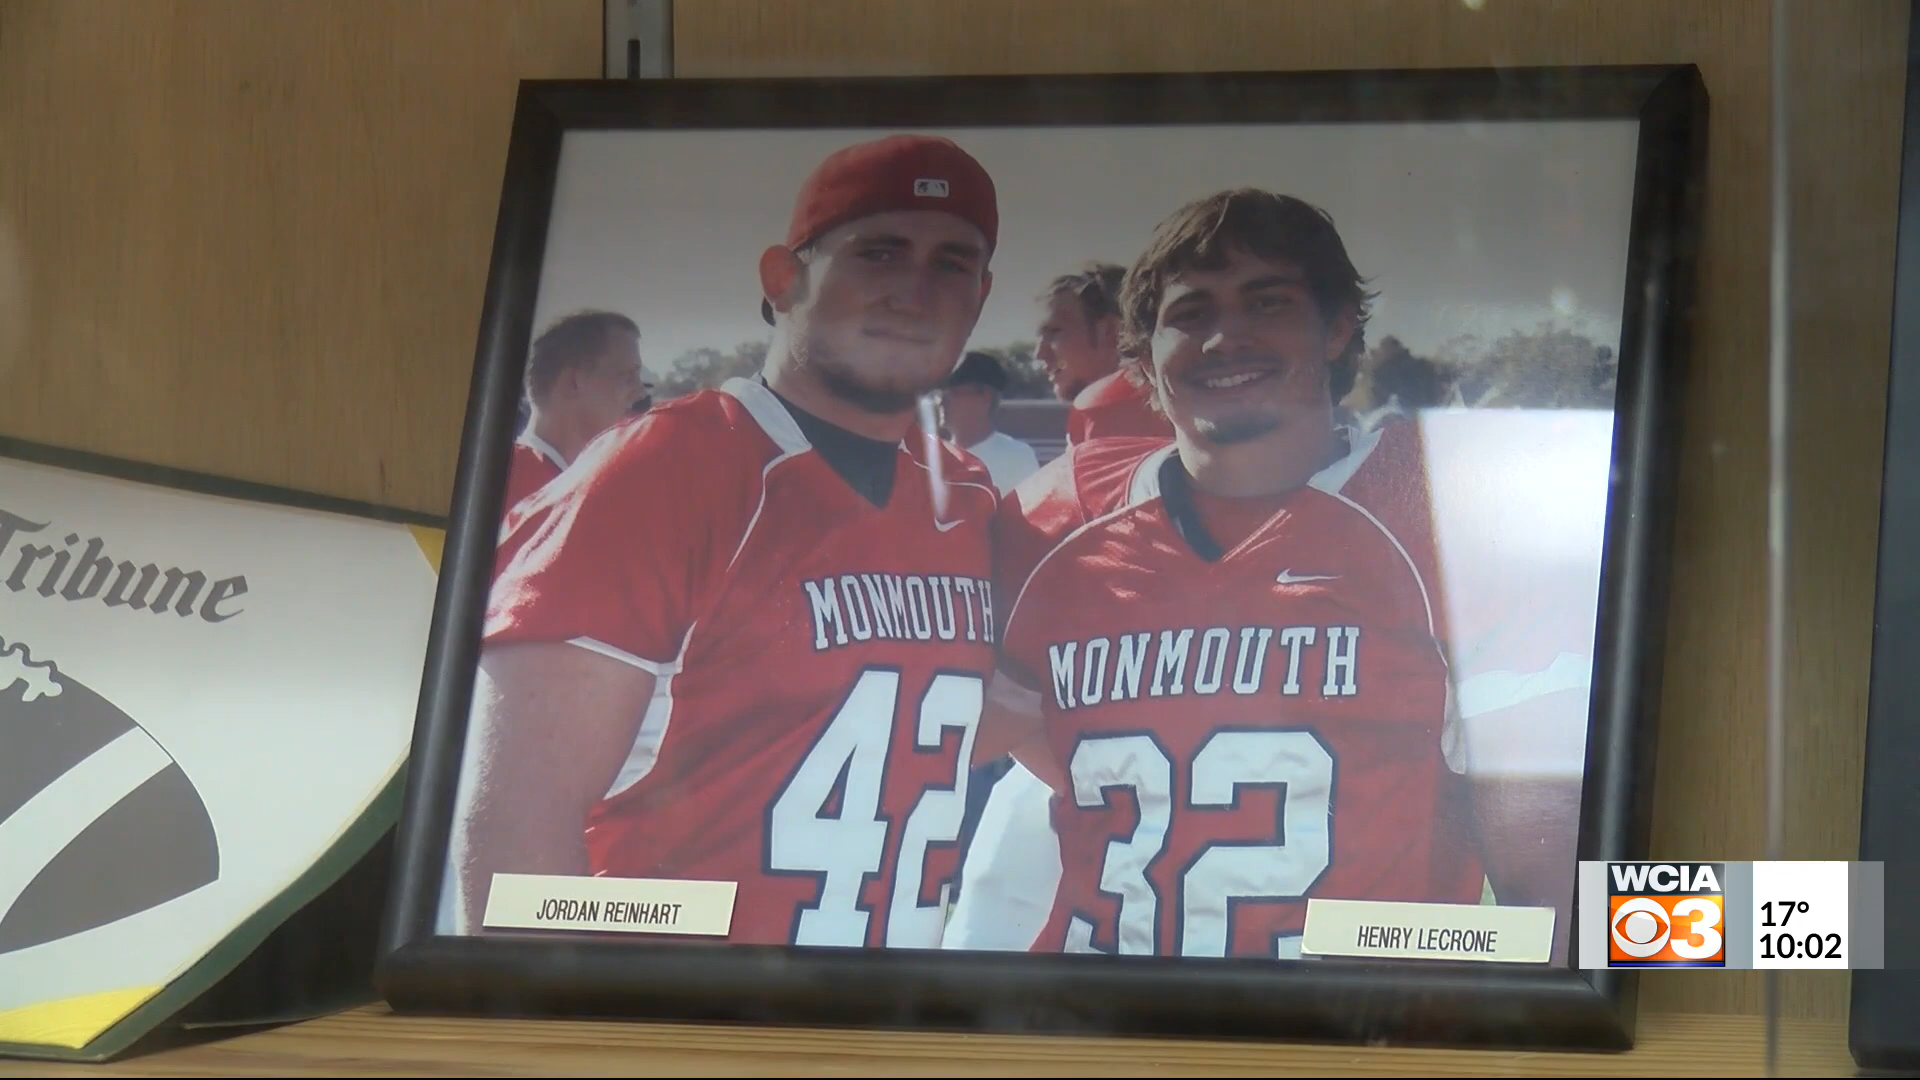 Tribune
MONMOUTH
42
MONMOUTH
32
JORDAN REINHART
HENRY LECRONE
WCIA
3
17°
10:02